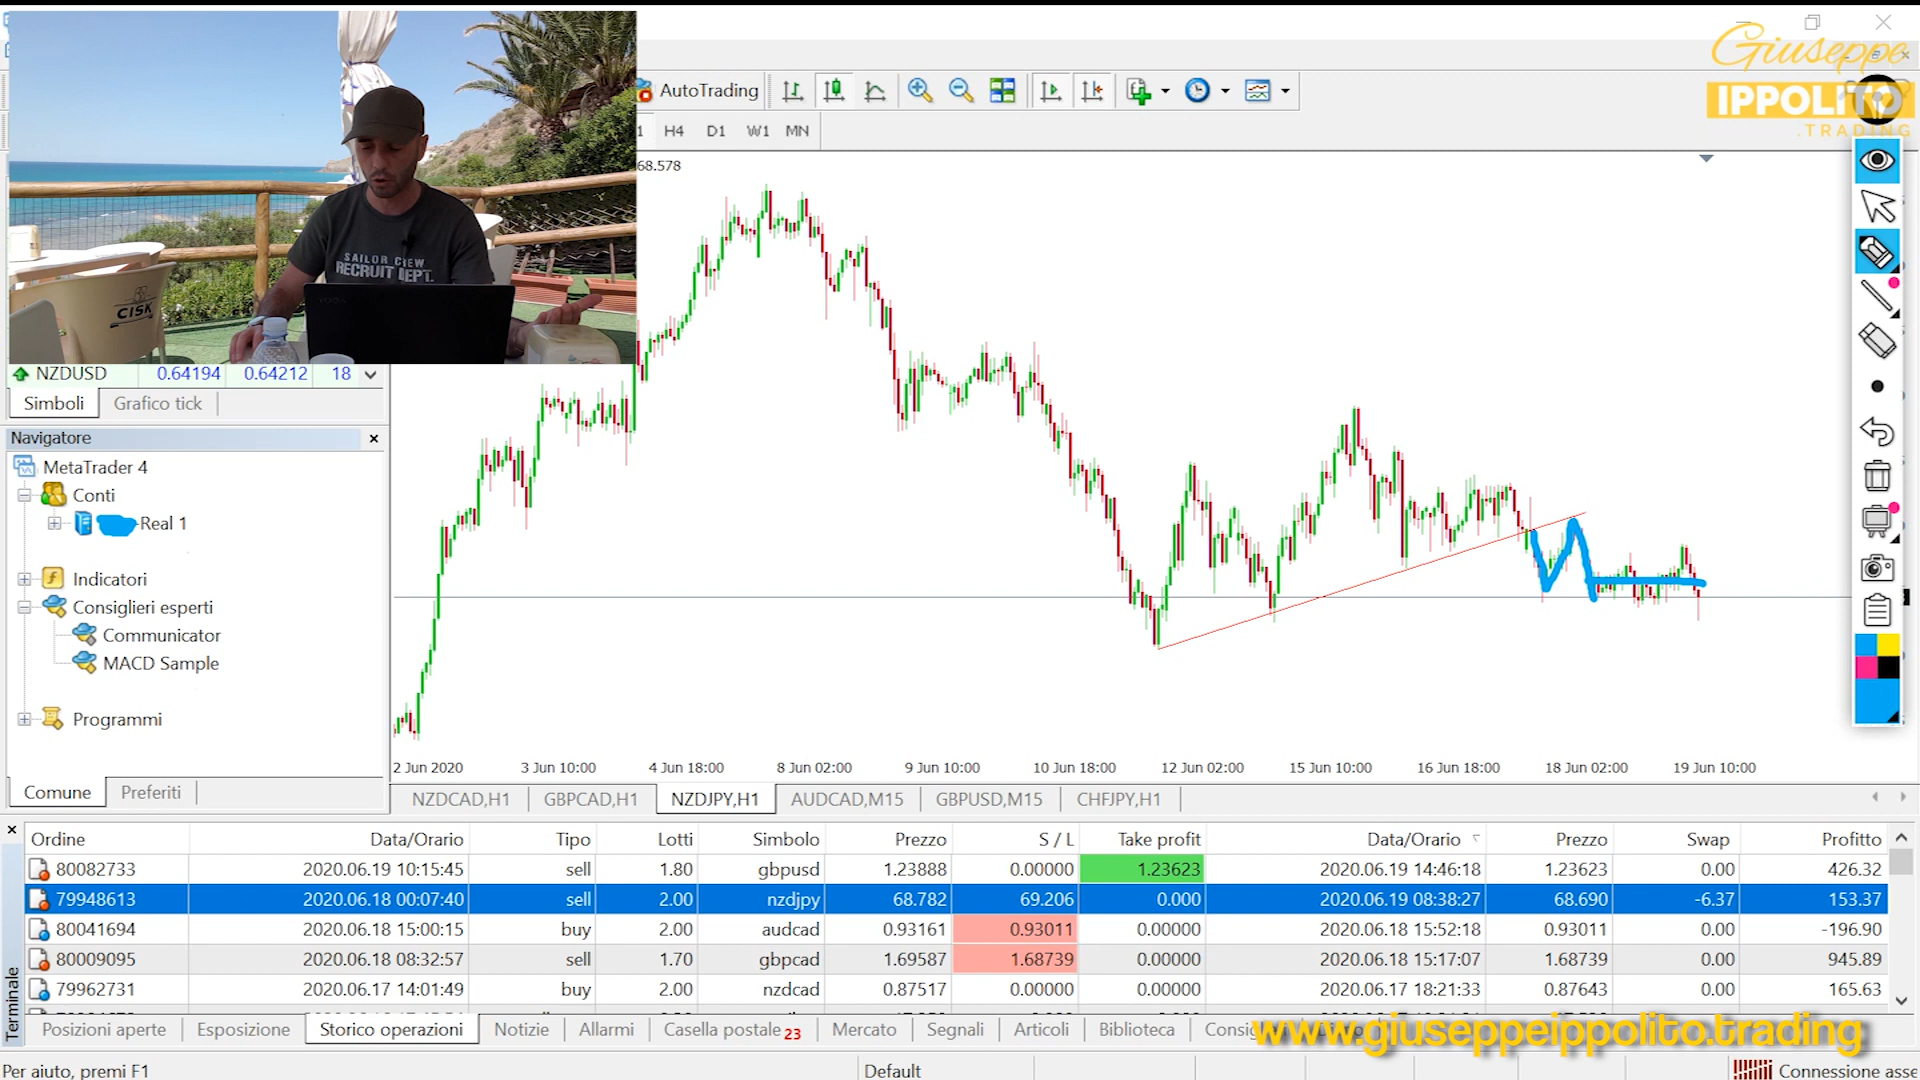 Giuseppe
IPPOLITO
.TRADING
AutoTrading
H4 D1 W1 MN
68.578
SAILOR CREW
RECRUIT DEPT.
CISK
NZDUSD 0.64194 0.64212 18
Simboli Grafico tick
Navigatore
MetaTrader 4
Conti
Real 1
Indicatori
Consiglieri esperti
Communicator
MACD Sample
Programmi
Comune Preferiti
2 Jun 2020 3 Jun 10:00 4 Jun 18:00 8 Jun 02:00 9 Jun 10:00 10 Jun 18:00 12 Jun 02:00 15 Jun 10:00 16 Jun 18:00 18 Jun 02:00 19 Jun 10:00
NZDCAD,H1 GBPCAD,H1 NZDJPY,H1 AUDCAD,M15 GBPUSD,M15 CHFJPY,H1
Ordine Data/Orario Tipo Lotti Simbolo Prezzo S / L Take profit Data/Orario Prezzo Swap Profitto
80082733 2020.06.19 10:15:45 sell 1.80 gbpusd 1.23888 0.00000 1.23623 2020.06.19 14:46:18 1.23623 0.00 426.32
79948613 2020.06.18 00:07:40 sell 2.00 nzdjpy 68.782 69.206 0.000 2020.06.19 08:38:27 68.690 -6.37 153.37
80041694 2020.06.18 15:00:15 buy 2.00 audcad 0.93161 0.93011 0.00000 2020.06.18 15:52:18 0.93011 0.00 -196.90
80009095 2020.06.18 08:32:57 sell 1.70 gbpcad 1.69587 1.68739 0.00000 2020.06.18 15:17:07 1.68739 0.00 945.89
79962731 2020.06.17 14:01:49 buy 2.00 nzdcad 0.87517 0.00000 0.00000 2020.06.17 18:21:33 0.87643 0.00 165.63
Terminale
Posizioni aperte Esposizione Storico operazioni Notizie Allarmi Casella postale 23 Mercato Segnali Articoli Biblioteca
www.giuseppeippolito.trading
Per aiuto, premi F1 Default Connessione asse